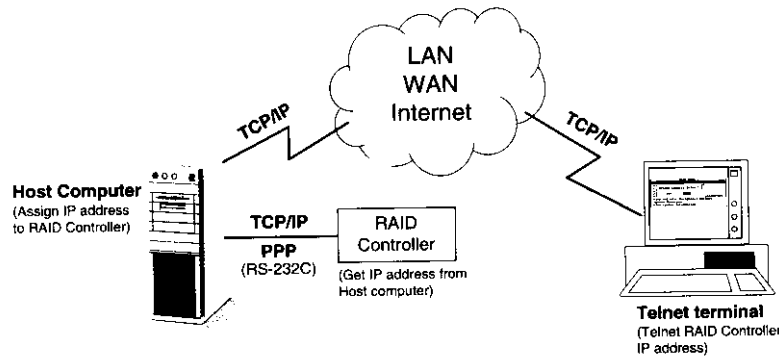 LAN
WAN
Internet
TCP/IP
TCP/IP
Host Computer
(Assign IP address
to RAID Controller)
TCP/IP
PPP
(RS-232C)
RAID
Controller
(Get IP address from
Host computer)
Telnet terminal
(Telnet RAID Controller
IP address)